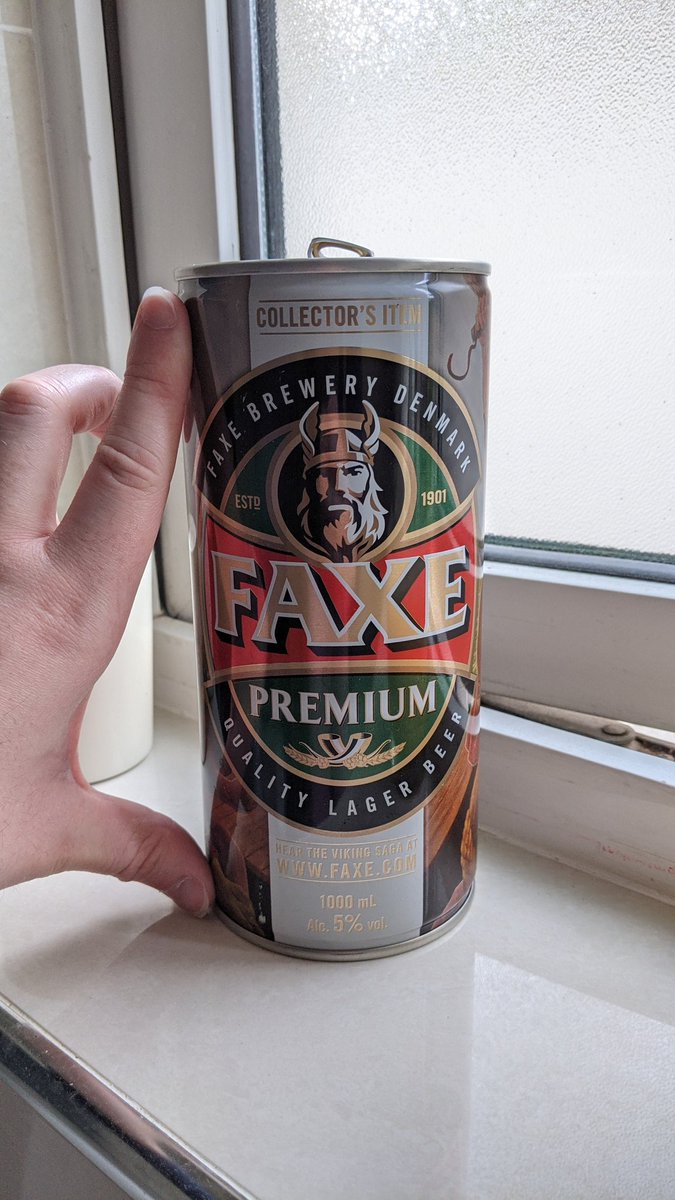 COLLECTOR'S ITEM
FAXE BREWERY DENMARK
ESTD 1901
FAXE
PREMIUM
QUALITY LAGER BEER
HEAR THE VIKING SAGA AT
WWW.FAXE.COM
1000 mL
Alc. 5% vol.